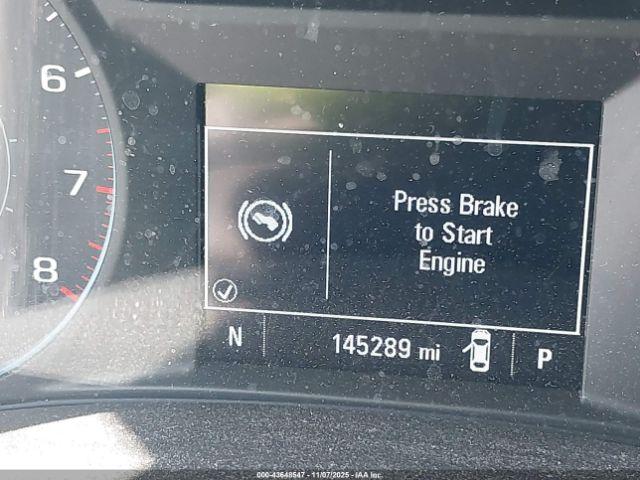 6
7
8
Press Brake
to Start
Engine
N 145289 mi P
000-43648547 - 11/07/2025 - IAA Inc.